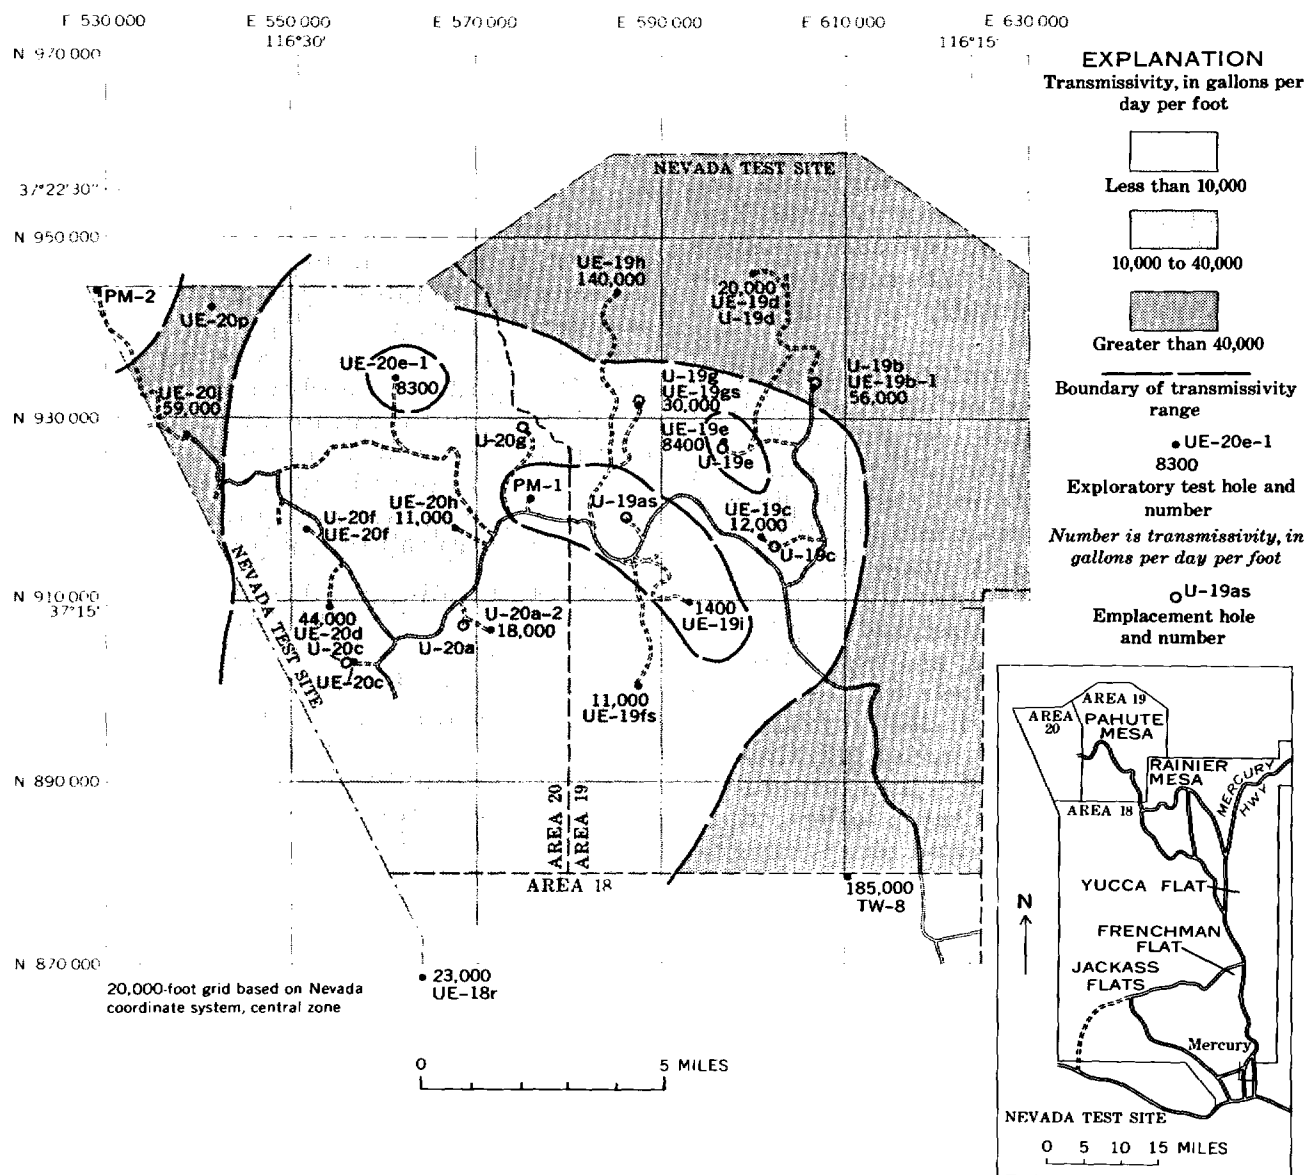 E 530 000 E 550 000 E 570 000 E 590 000 E 610 000 E 630 000
116°30' 116°15'
N 970 000
37°22'30"
N 950 000
N 930 000
N 910 000
37°15'
N 890 000
N 870 000
NEVADA TEST SITE
UE-19h
140,000
20,000
UE-19d
U-19d
PM-2
UE-20p
UE-20e-1
8300
U-19g
UE-19gs
30,000
U-19b
UE-19b-1
56,000
UE-20j
59,000
UE-19e
8400
U-19e
U-20g
PM-1
U-19as
UE-20h
11,000
UE-19c
12,000
U-19c
U-20f
UE-20f
NEVADA TEST SITE
44,000
UE-20d
U-20c
UE-20c
U-20a-2
18,000
U-20a
1400
UE-19i
11,000
UE-19fs
AREA 20
AREA 19
AREA 18
185,000
TW-8
23,000
UE-18r
20,000-foot grid based on Nevada
coordinate system, central zone
0 5 MILES
EXPLANATION
Transmissivity, in gallons per
day per foot
Less than 10,000
10,000 to 40,000
Greater than 40,000
Boundary of transmissivity
range
UE-20e-1
8300
Exploratory test hole and
number
Number is transmissivity, in
gallons per day per foot
U-19as
Emplacement hole
and number
AREA 19
AREA
20
PAHUTE
MESA
RAINIER
MESA
MERCURY
HWY
AREA 18
YUCCA FLAT
N
FRENCHMAN
FLAT
JACKASS
FLATS
Mercury
NEVADA TEST SITE
0 5 10 15 MILES